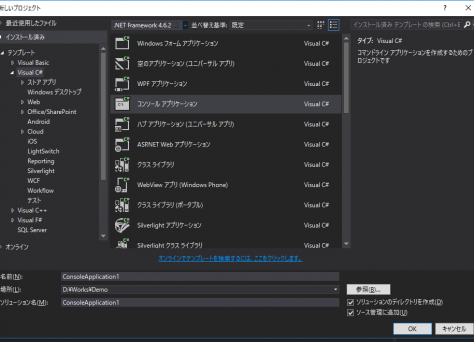 新しいプロジェクト
最近使用したファイル
インストール済み
テンプレート
Visual Basic
Visual C#
ストア アプリ
Windows デスクトップ
Web
Office/SharePoint
Android
Cloud
iOS
LightSwitch
Reporting
Silverlight
WCF
Workflow
テスト
Visual C++
Visual F#
SQL Server
オンライン
.NET Framework 4.6.2
並べ替え基準: 既定
Windows フォーム アプリケーション Visual C#
空のアプリケーション (ユニバーサル アプリ) Visual C#
WPF アプリケーション Visual C#
コンソール アプリケーション Visual C#
ハブ アプリケーション (ユニバーサル アプリ) Visual C#
ASP.NET Web アプリケーション Visual C#
クラス ライブラリ Visual C#
WebView アプリ (Windows Phone) Visual C#
クラス ライブラリ (ポータブル) Visual C#
Silverlight アプリケーション Visual C#
Silverlight クラス ライブラリ Visual C#
オンラインでテンプレートを検索するには、ここをクリックします。
インストール済み テンプレート の検索 (Ctrl+E)
タイプ: Visual C#
コマンドライン アプリケーションを作成するためのプロジェクトです
名前(N): ConsoleApplication1
場所(L): D:¥Works¥Demo
参照(B)...
ソリューション名(M): ConsoleApplication1
ソリューションのディレクトリを作成(D)
ソース管理に追加(U)
OK
キャンセル